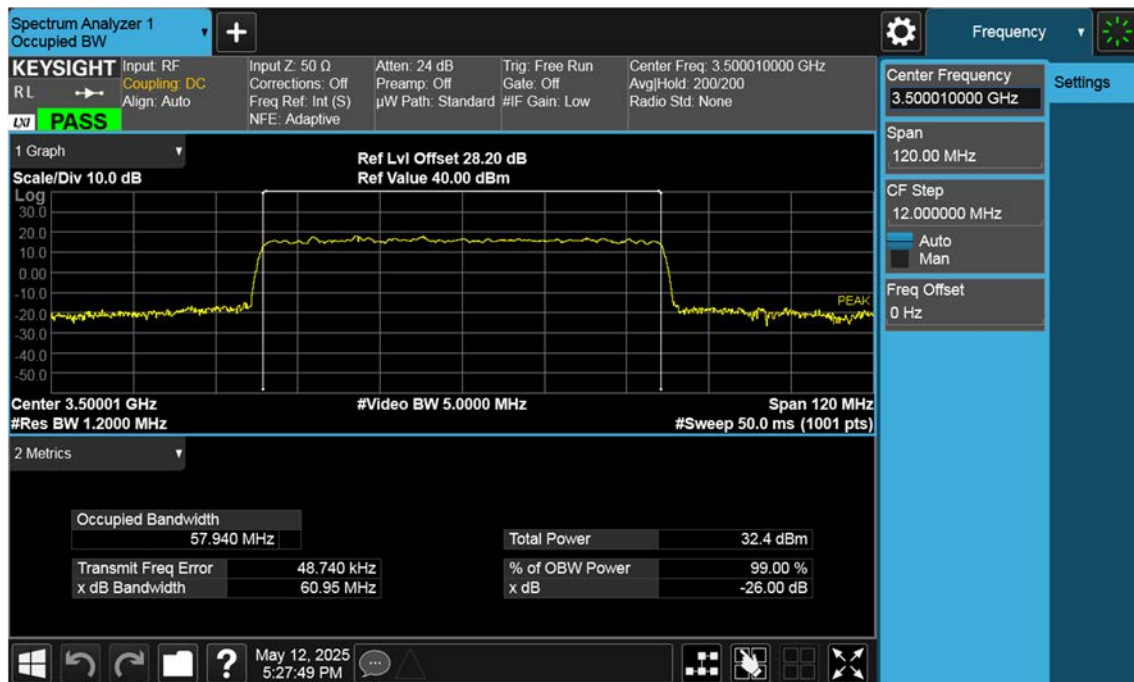 Spectrum Analyzer 1
Occupied BW
+
Frequency
KEYSIGHT
RL
LXI PASS
Input: RF
Coupling: DC
Align: Auto
Input Z: 50 Ω
Corrections: Off
Freq Ref: Int (S)
NFE: Adaptive
Atten: 24 dB
Preamp: Off
µW Path: Standard
Trig: Free Run
Gate: Off
#IF Gain: Low
Center Freq: 3.500010000 GHz
Avg|Hold: 200/200
Radio Std: None
Center Frequency
3.500010000 GHz
Settings
Span
120.00 MHz
CF Step
12.000000 MHz
Auto
Man
Freq Offset
0 Hz
1 Graph
Scale/Div 10.0 dB
Ref Lvl Offset 28.20 dB
Ref Value 40.00 dBm
Log
30.0
20.0
10.0
0.00
-10.0
-20.0
-30.0
-40.0
-50.0
PEAK
Center 3.50001 GHz
#Video BW 5.0000 MHz
Span 120 MHz
#Res BW 1.2000 MHz
#Sweep 50.0 ms (1001 pts)
2 Metrics
Occupied Bandwidth
57.940 MHz
Total Power 32.4 dBm
Transmit Freq Error 48.740 kHz
% of OBW Power 99.00 %
x dB Bandwidth 60.95 MHz
x dB -26.00 dB
?
May 12, 2025
5:27:49 PM